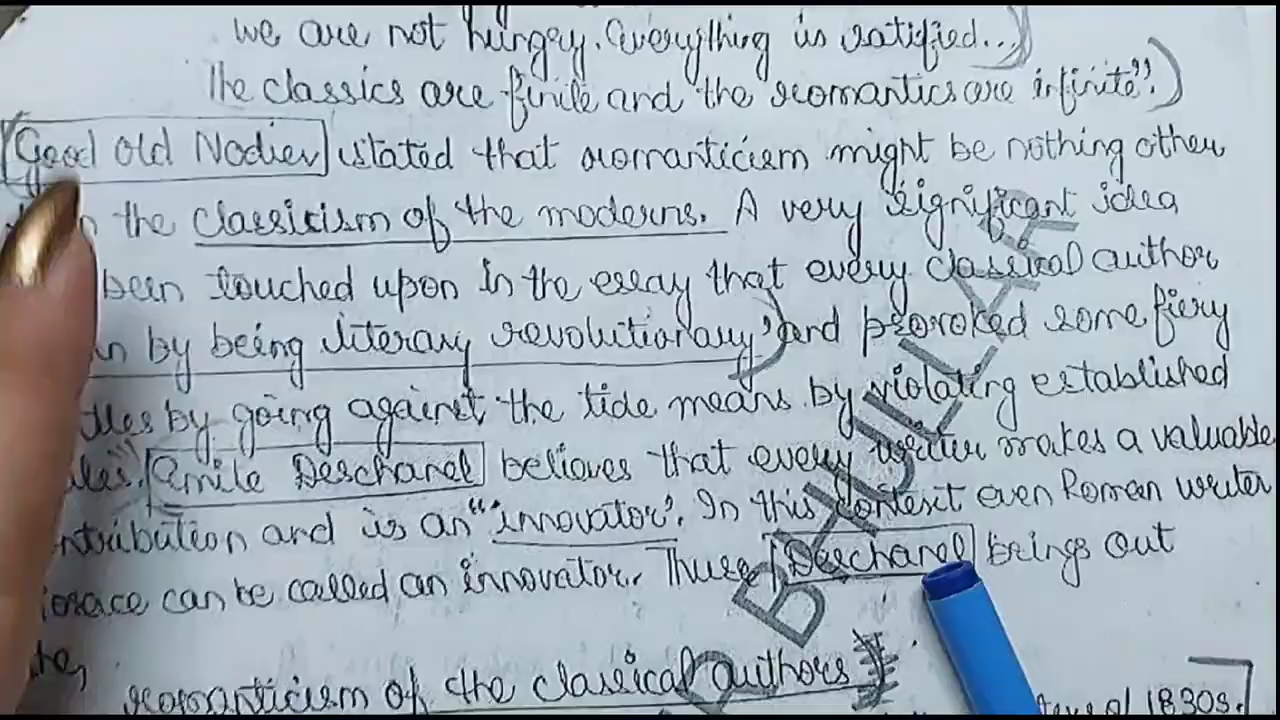 we are not hungry. Everything is satified...)
The classics are finite and the romantics are infinite".)
(Good old Nodier stated that romanticism might be nothing other
the classicism of the moderns. A very significant idea
been touched upon in the essay that every classical author
by being literary revolutionary') and provoked some fiery
by going against the tide means by violating established
Emile Deschanel believes that every writer makes a valuable
and is an "innovator". In this context even Roman writer
can be called an innovator. Thus Deschanel brings out
romanticism of the classical authors
of 1830s.